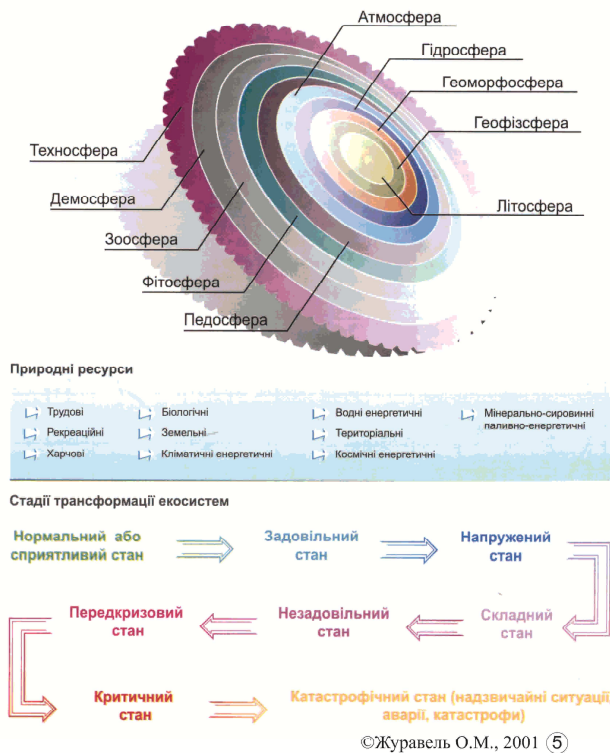 Атмосфера
Гідросфера
Геоморфосфера
Геофізсфера
Літосфера
Техносфера
Демосфера
Зоосфера
Фітосфера
Педосфера
Природні ресурси
Трудові
Рекреаційні
Харчові
Біологічні
Земельні
Кліматичні енергетичні
Водні енергетичні
Територіальні
Космічні енергетичні
Мінерально-сировинні
паливно-енергетичні
Стадії трансформації екосистем
Нормальний або
сприятливий стан
Задовільний
стан
Напружений
стан
Складний
стан
Незадовільний
стан
Передкризовий
стан
Критичний
стан
Катастрофічний стан (надзвичайні ситуації
аварії, катастрофи)
©Журавель О.М., 2001 5